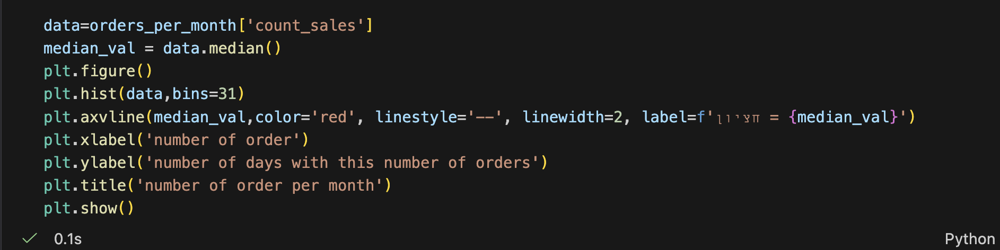 data=orders_per_month['count_sales']
median_val = data.median()
plt.figure()
plt.hist(data,bins=31)
plt.axvline(median_val,color='red', linestyle='--', linewidth=2, label=f'חציון = {median_val}')
plt.xlabel('number of order')
plt.ylabel('number of days with this number of orders')
plt.title('number of order per month')
plt.show()
0.1s
Python